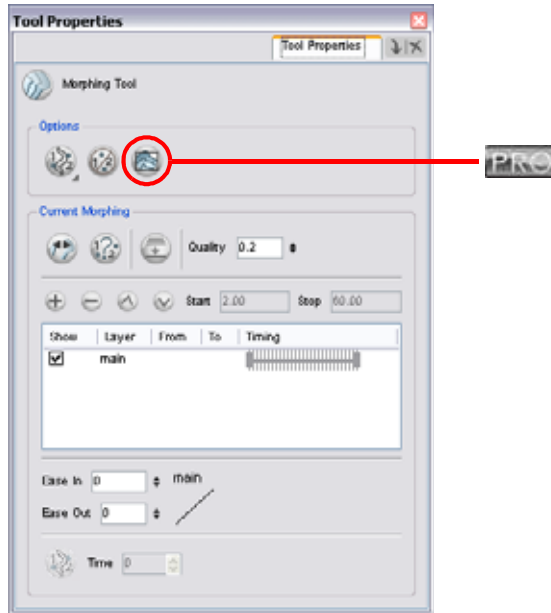 Tool Properties
Tool Properties
Morphing Tool
Options
PRO
Current Morphing
Quality 0.2
Start 2.00 Stop 60.00
Show Layer From To Timing
main
Ease In 0 main
Ease Out 0
Time 0